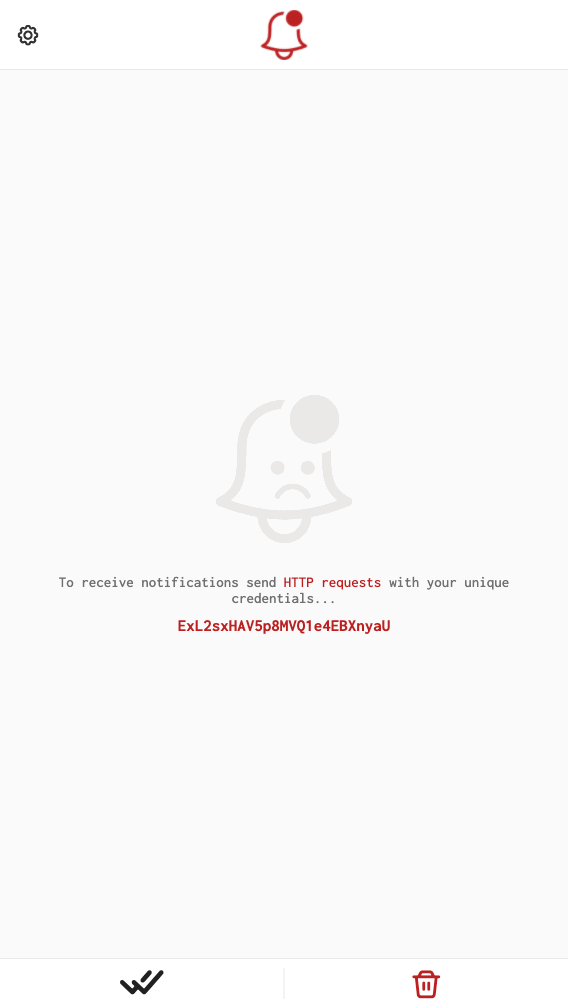 To receive notifications send HTTP requests with your unique
credentials...
ExL2sxHAV5p8MVQ1e4EBXnyaU